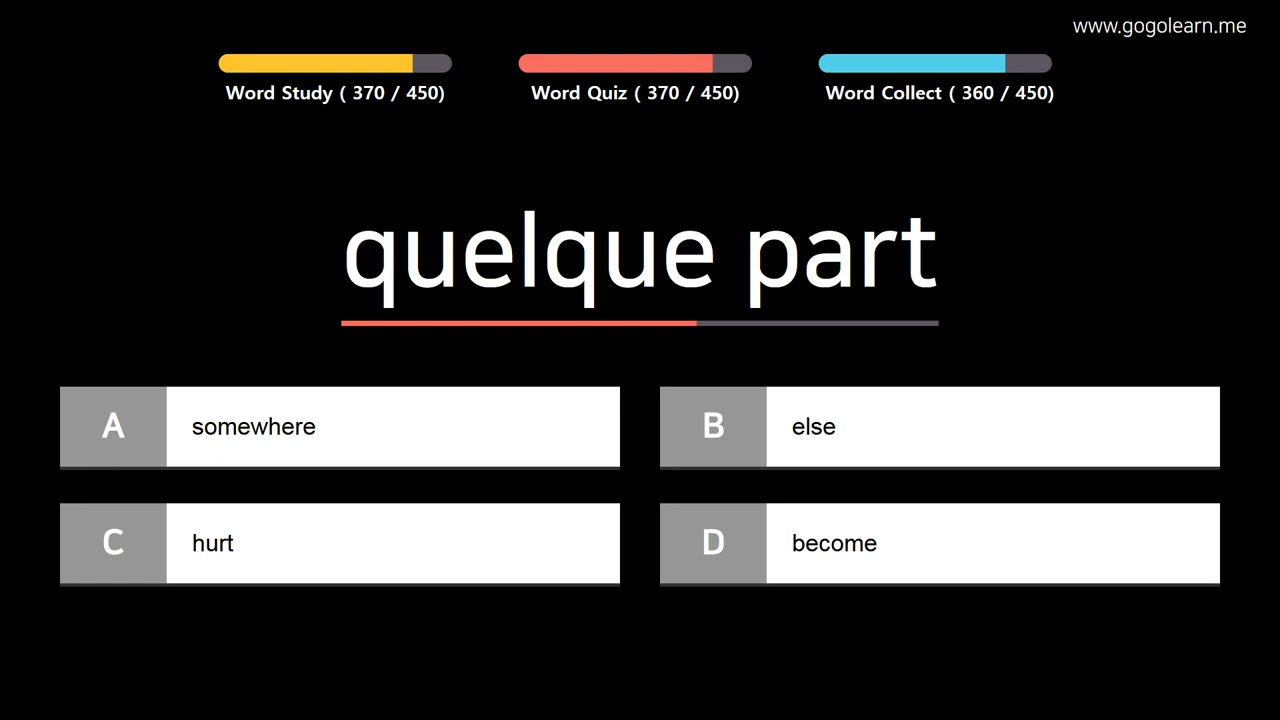 www.gogolearn.me
Word Study ( 370 / 450)
Word Quiz ( 370 / 450)
Word Collect ( 360 / 450)
quelque part
A somewhere
B else
C hurt
D become